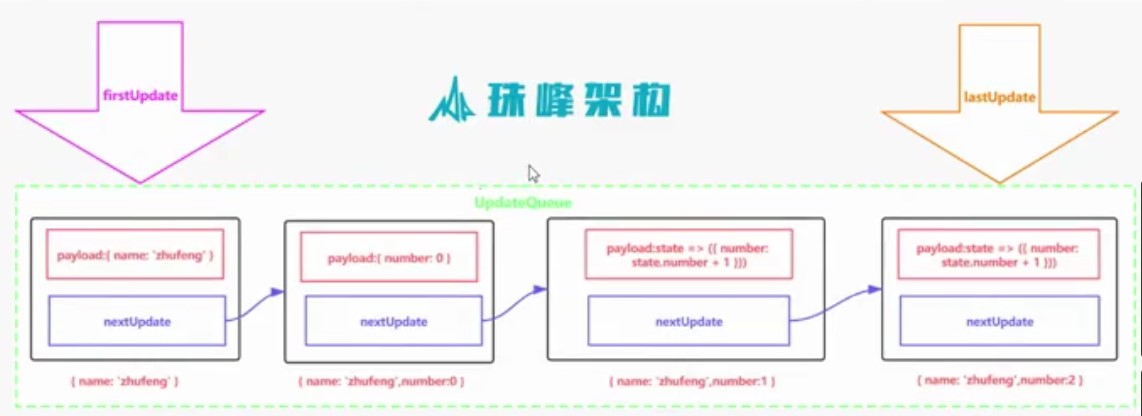 firstUpdate
珠峰架构
lastUpdate
UpdateQueue
payload:{ name: 'zhufeng' }
nextUpdate
{ name: 'zhufeng' }
payload:{ number: 0 }
nextUpdate
{ name: 'zhufeng',number:0 }
payload:state => ({ number:
state.number + 1 }))
nextUpdate
{ name: 'zhufeng',number:1 }
payload:state => ({ number:
state.number + 1 }))
nextUpdate
{ name: 'zhufeng',number:2 }